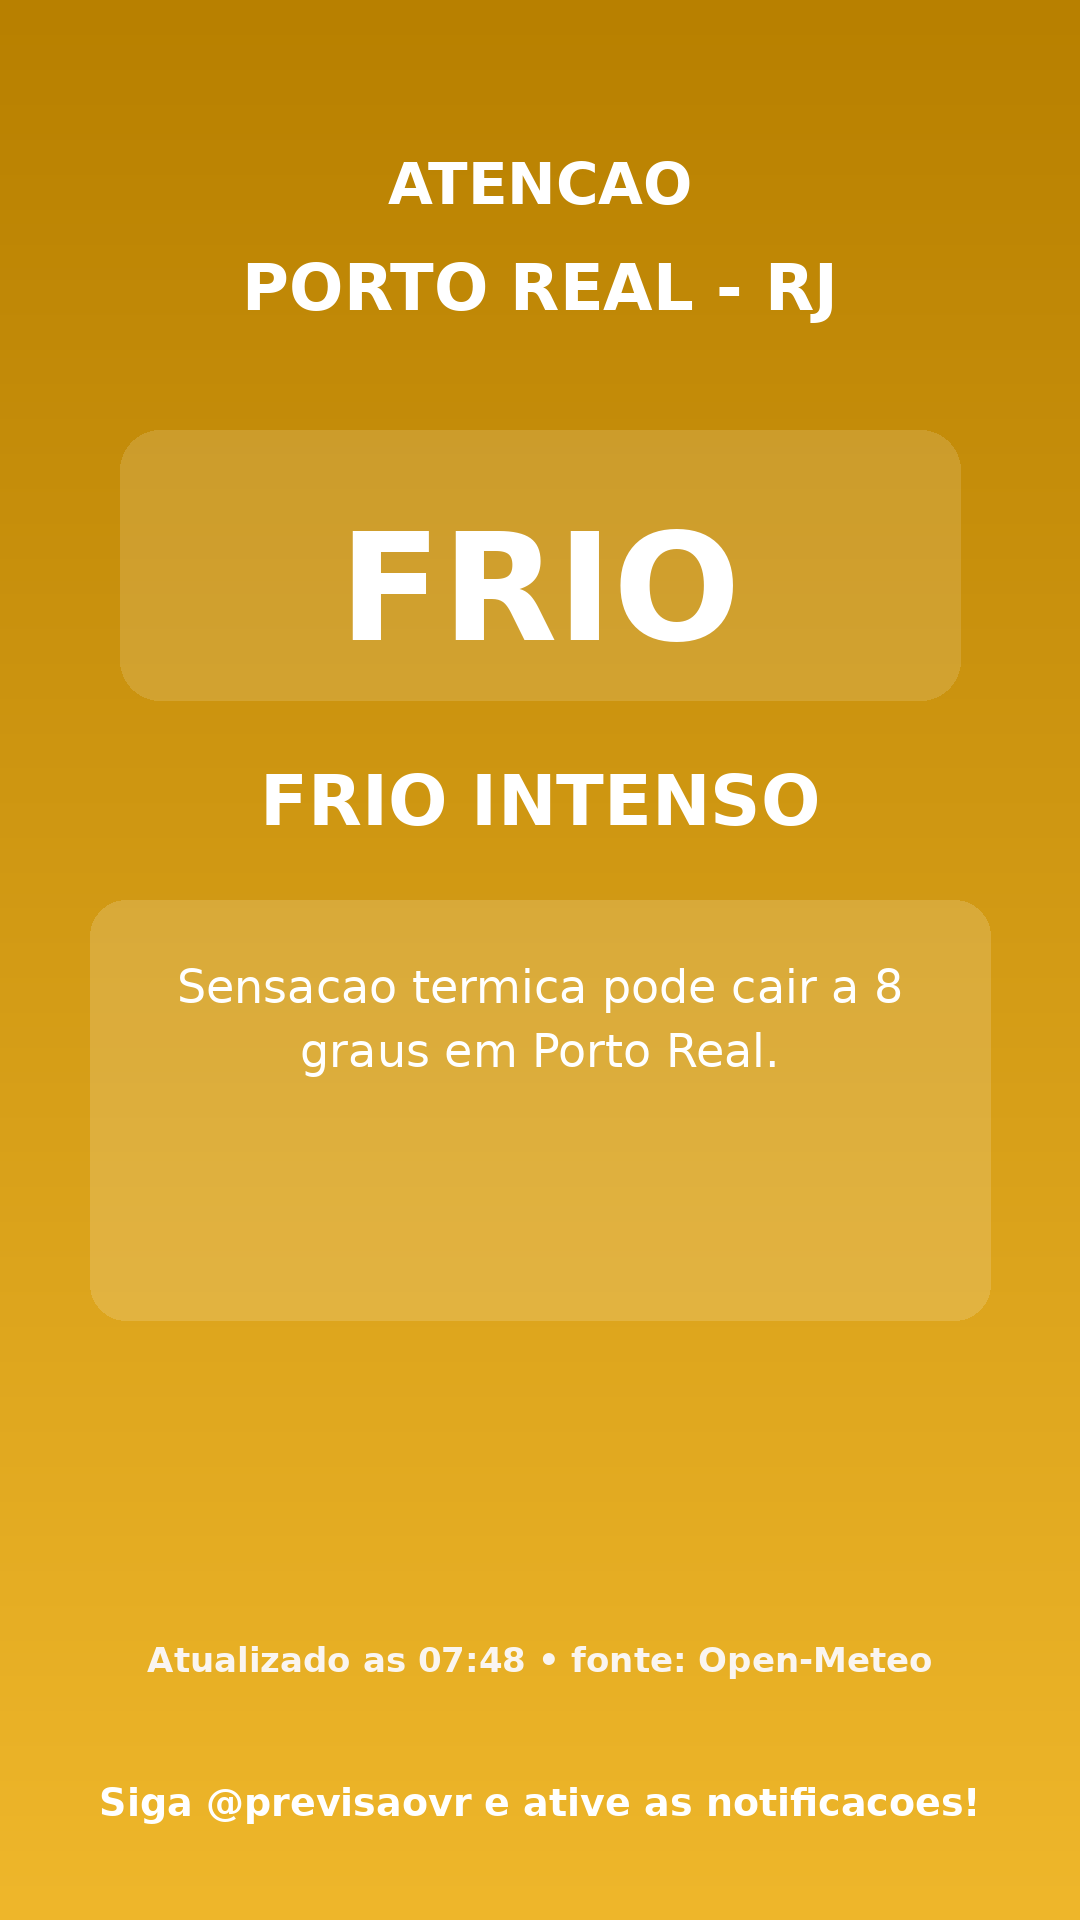 ATENCAO
PORTO REAL - RJ
FRIO
FRIO INTENSO
Sensacao termica pode cair a 8
graus em Porto Real.
Atualizado as 07:48 • fonte: Open-Meteo
Siga @previsaovr e ative as notificacoes!